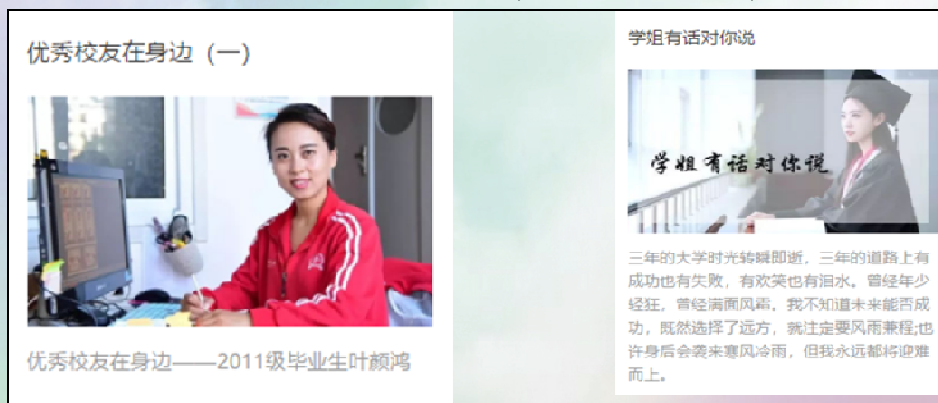 优秀校友在身边（一）
优秀校友在身边——2011级毕业生叶颜鸿
学姐有话对你说
学姐有话对你说
三年的大学时光转瞬即逝，三年的道路上有
成功也有失败，有欢笑也有泪水。曾经年少
轻狂，曾经满面风霜，我不知道未来能否成
功，既然选择了远方，就注定要风雨兼程;也
许身后会袭来寒风冷雨，但我永远都将迎难
而上。